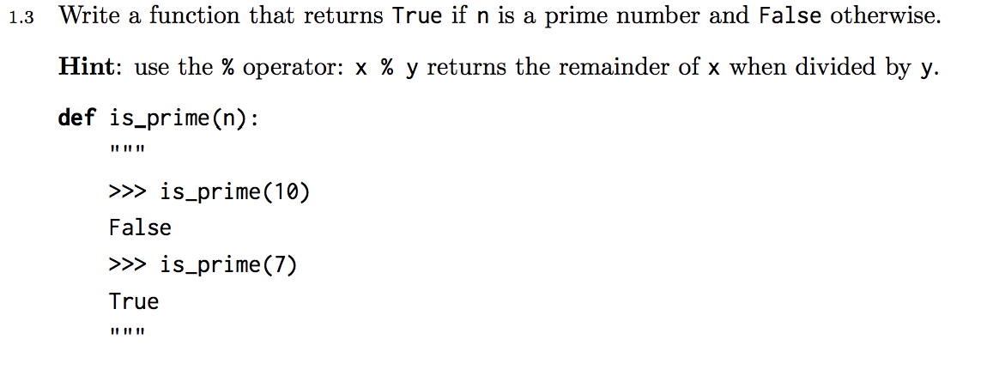 1.3 Write a function that returns True if n is a prime number and False otherwise.
Hint: use the % operator: x % y returns the remainder of x when divided by y.
def is_prime(n):
"""
>>> is_prime(10)
False
>>> is_prime(7)
True
"""